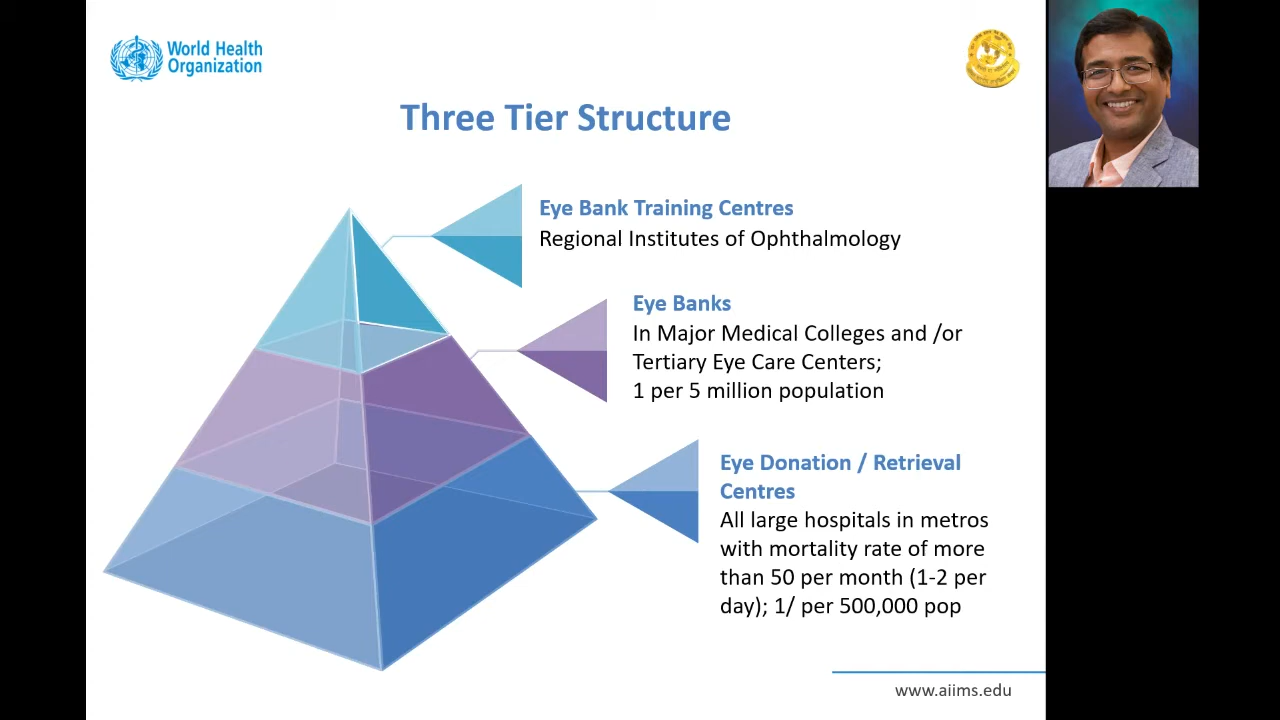 World Health
Organization
Three Tier Structure
Eye Bank Training Centres
Regional Institutes of Ophthalmology
Eye Banks
In Major Medical Colleges and /or
Tertiary Eye Care Centers;
1 per 5 million population
Eye Donation / Retrieval
Centres
All large hospitals in metros
with mortality rate of more
than 50 per month (1-2 per
day); 1/ per 500,000 pop
www.aiims.edu